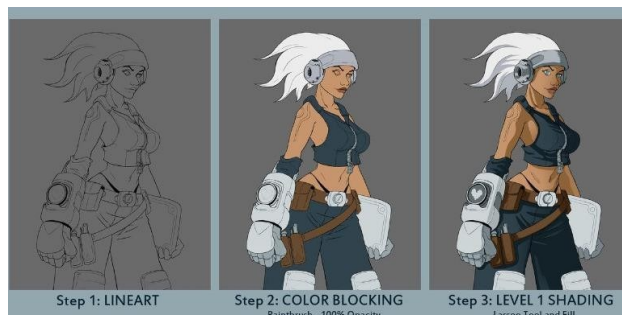 Step 1: LINEART
Step 2: COLOR BLOCKING
Paintbrush - 100% Opacity
Step 3: LEVEL 1 SHADING
Lasso Tool and Fill